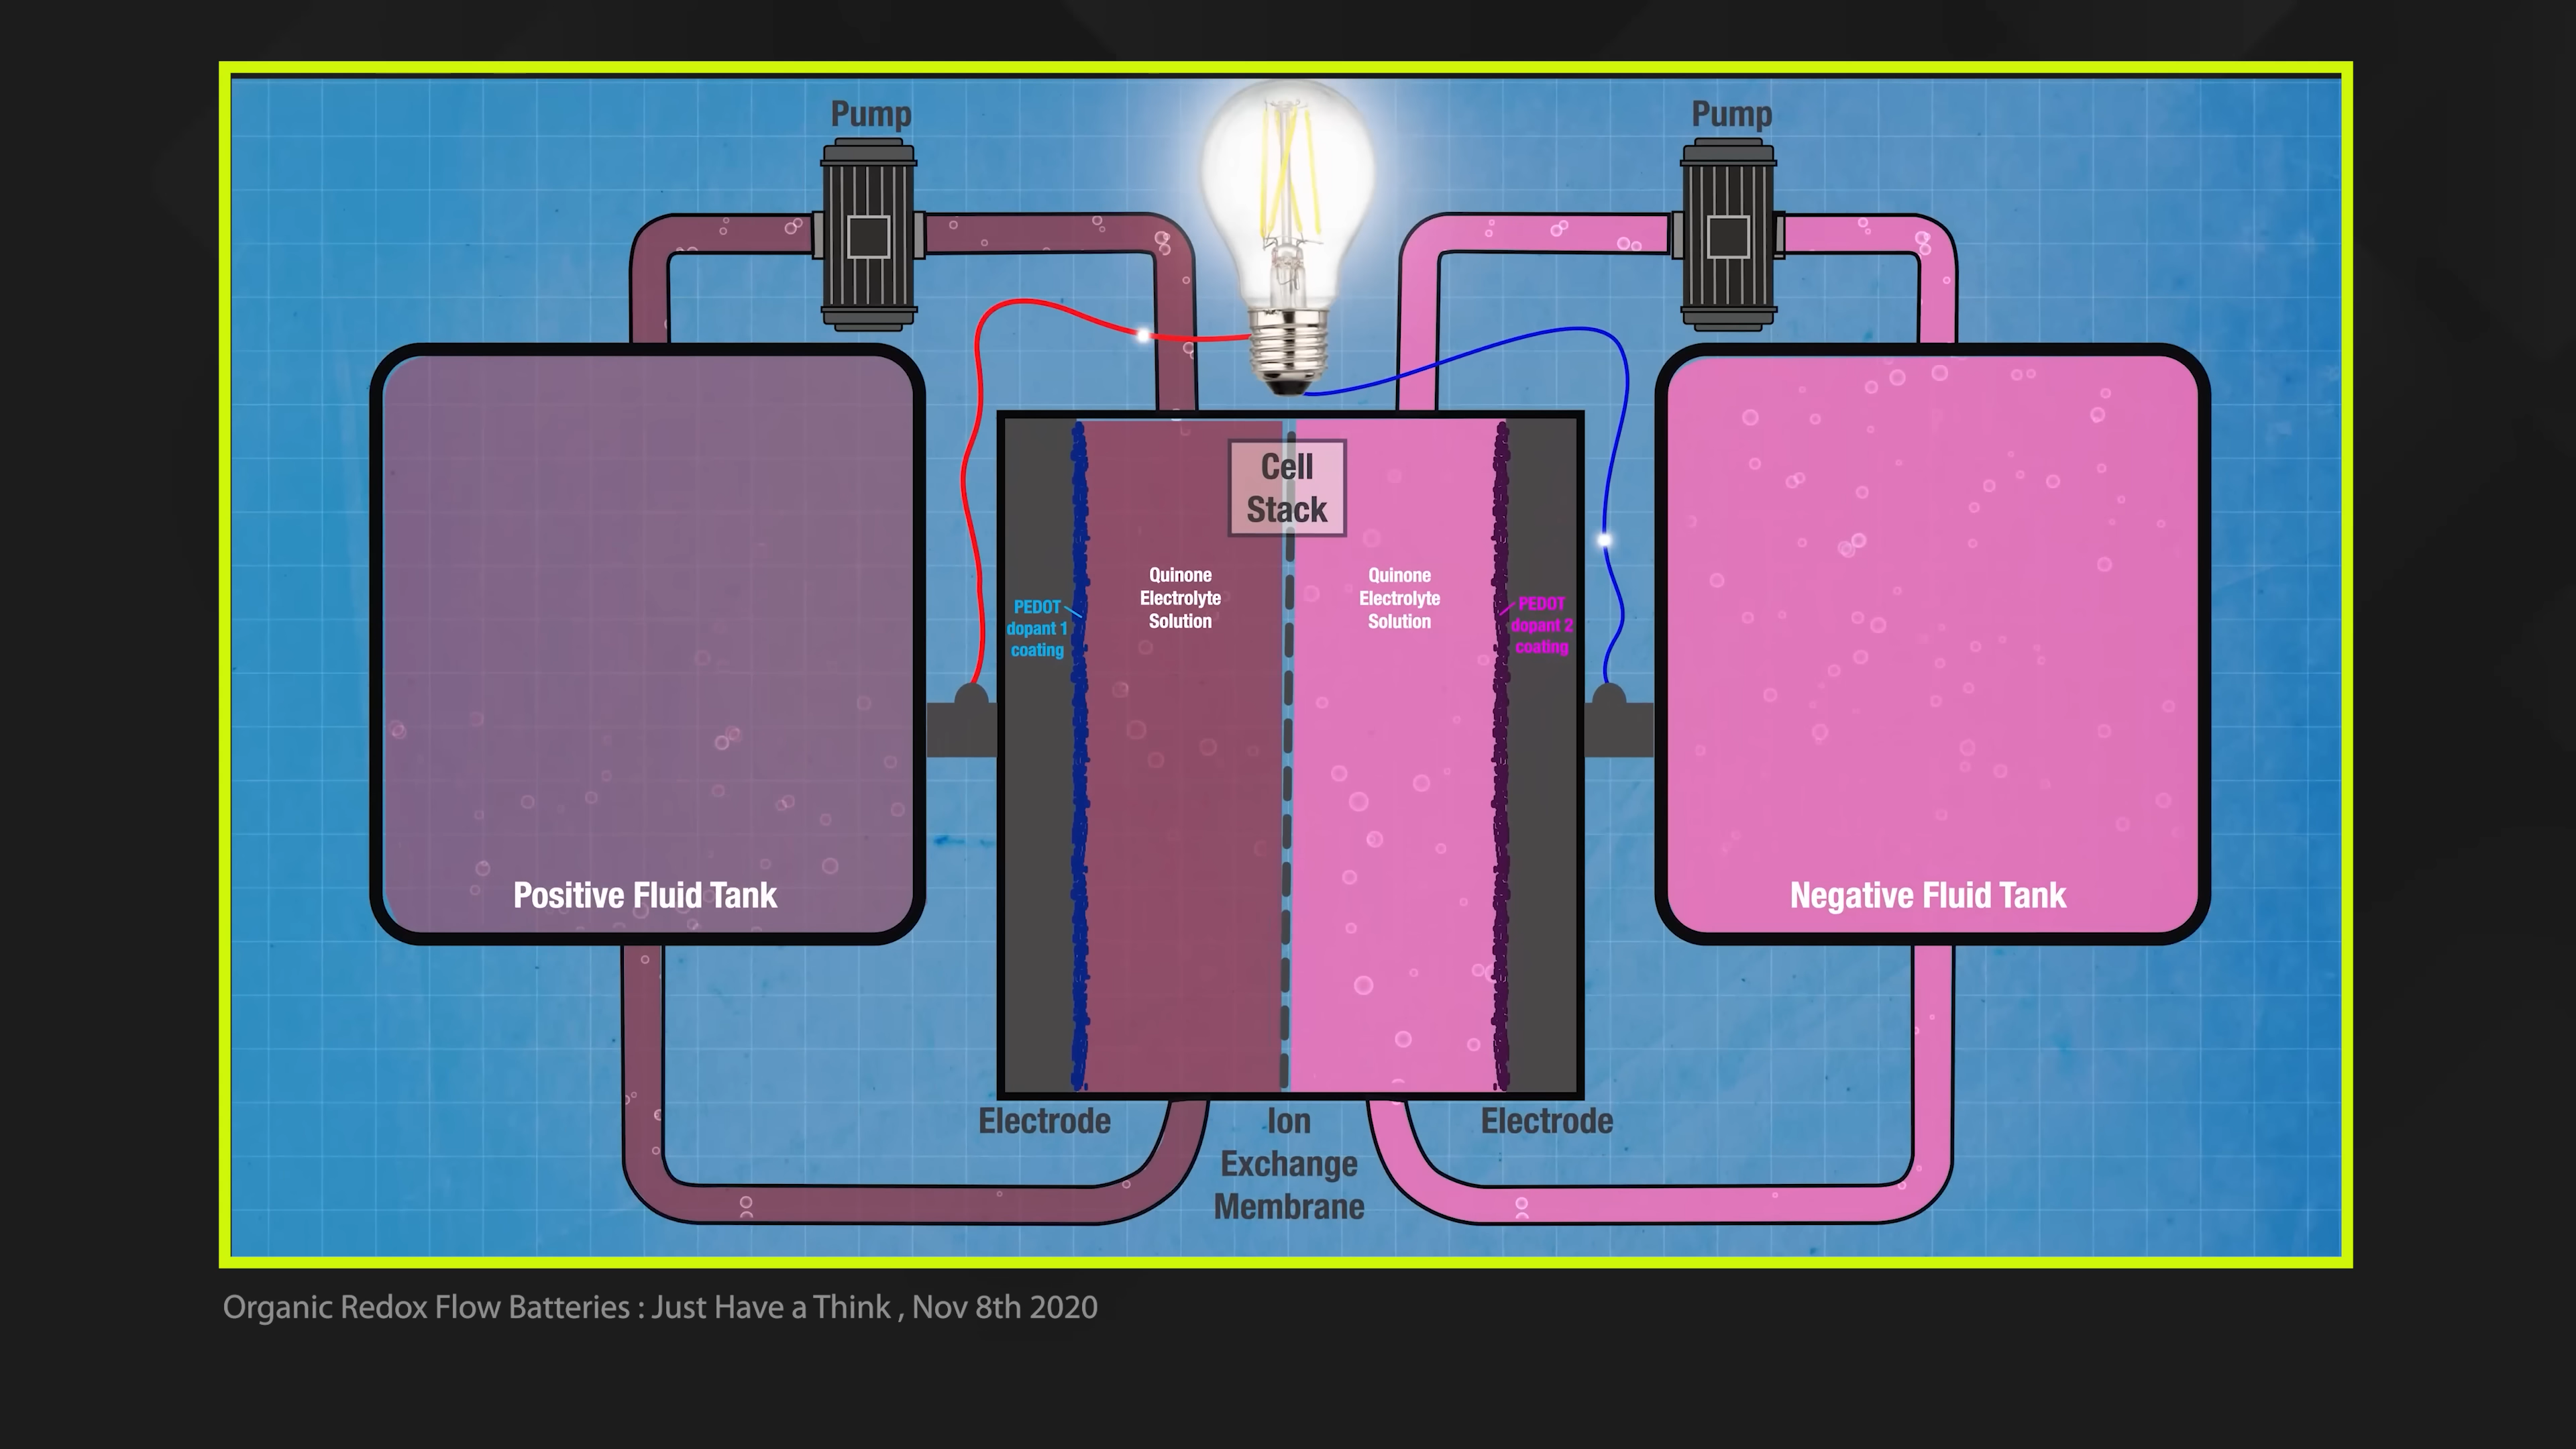 Pump
Pump
Cell
Stack
Quinone
Electrolyte
Solution
Quinone
Electrolyte
Solution
PEDOT
dopant 1
coating
PEDOT
dopant 2
coating
Positive Fluid Tank
Negative Fluid Tank
Electrode
Ion
Exchange
Membrane
Electrode
Organic Redox Flow Batteries : Just Have a Think , Nov 8th 2020